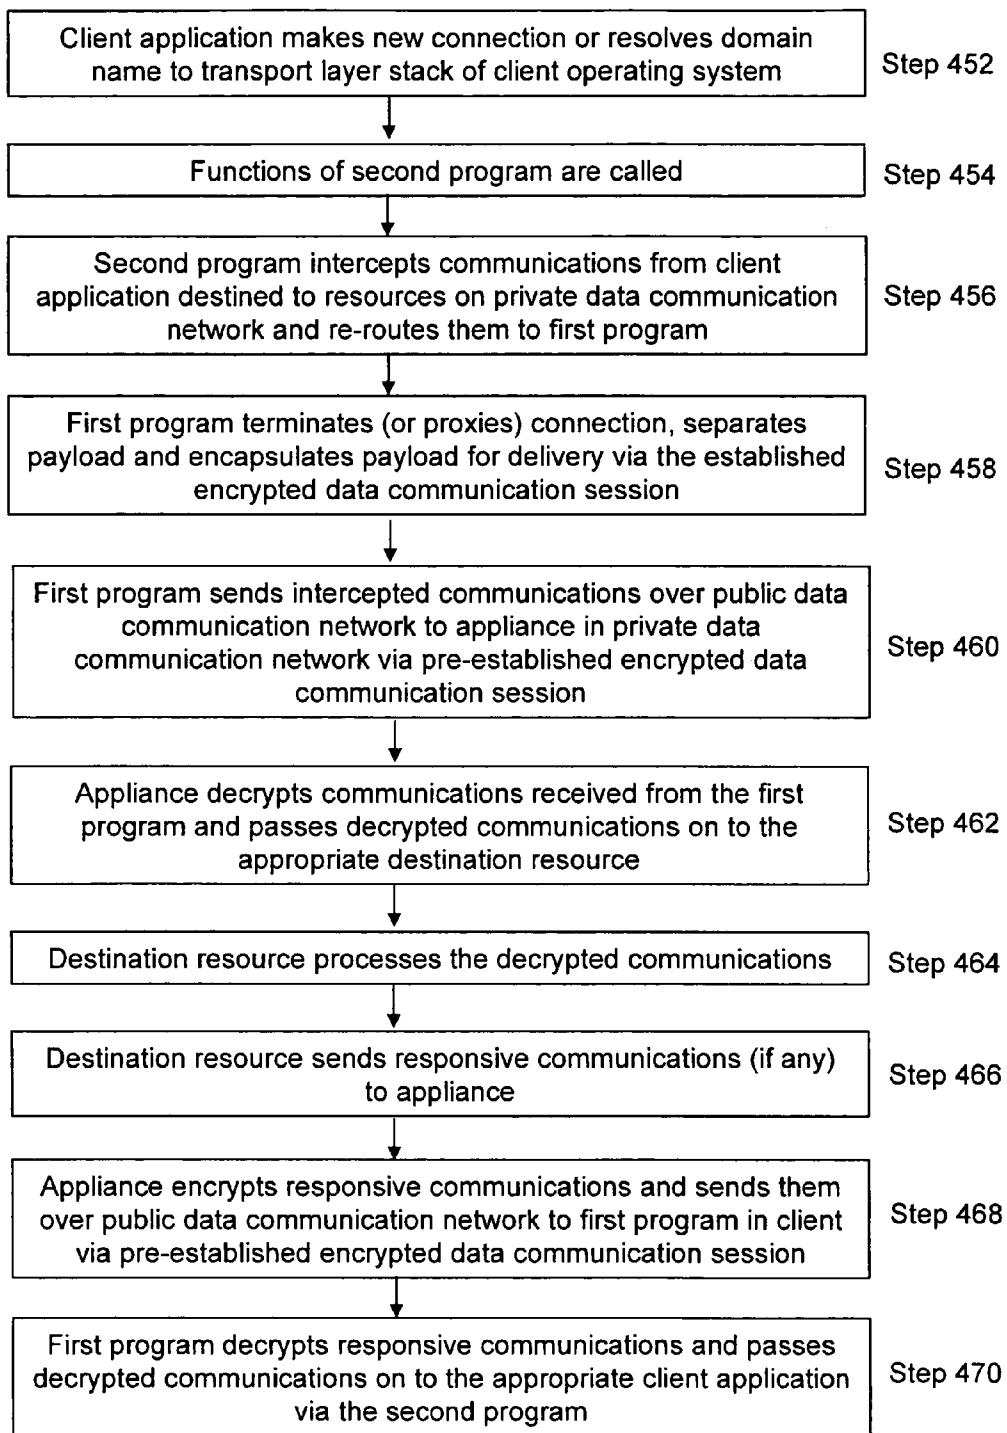 Client application makes new connection or resolves domain
name to transport layer stack of client operating system
Step 452
Functions of second program are called
Step 454
Second program intercepts communications from client
application destined to resources on private data communication
network and re-routes them to first program
Step 456
First program terminates (or proxies) connection, separates
payload and encapsulates payload for delivery via the established
encrypted data communication session
Step 458
First program sends intercepted communications over public data
communication network to appliance in private data
communication network via pre-established encrypted data
communication session
Step 460
Appliance decrypts communications received from the first
program and passes decrypted communications on to the
appropriate destination resource
Step 462
Destination resource processes the decrypted communications
Step 464
Destination resource sends responsive communications (if any)
to appliance
Step 466
Appliance encrypts responsive communications and sends them
over public data communication network to first program in client
via pre-established encrypted data communication session
Step 468
First program decrypts responsive communications and passes
decrypted communications on to the appropriate client application
via the second program
Step 470